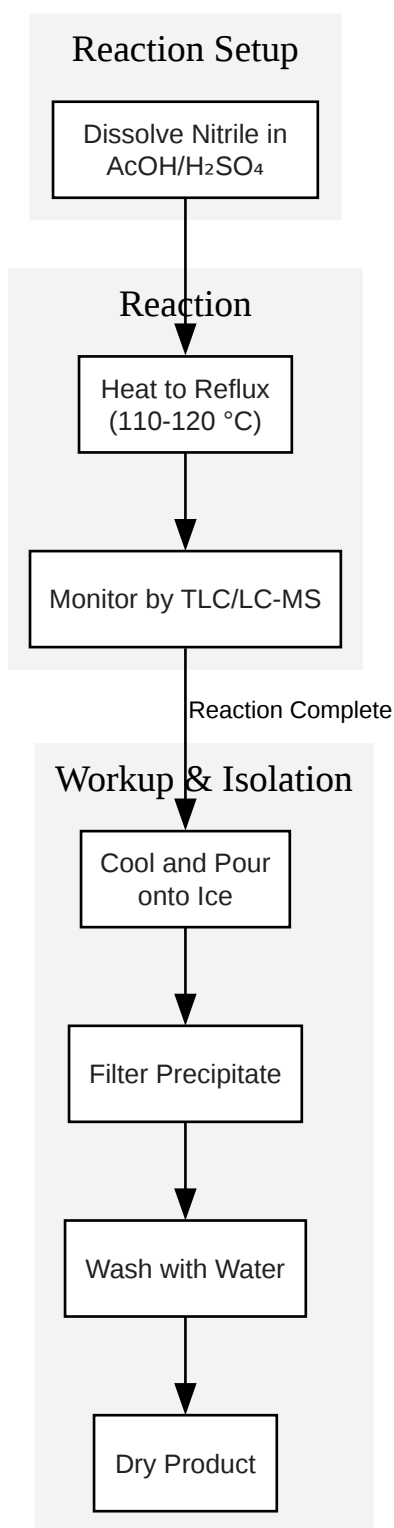 Reaction Setup
Dissolve Nitrile in
AcOH/H₂SO₄
Reaction
Heat to Reflux
(110-120 °C)
Monitor by TLC/LC-MS
Reaction Complete
Workup & Isolation
Cool and Pour
onto Ice
Filter Precipitate
Wash with Water
Dry Product